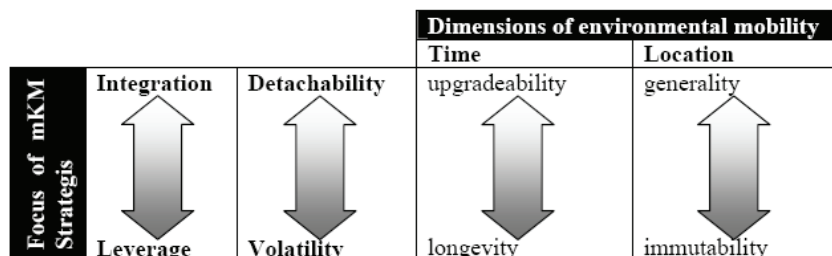 Dimensions of environmental mobility
Time Location
Integration Detachability upgradeability generality
Focus of mKM
Strategis
Leverage Volatility longevity immutability